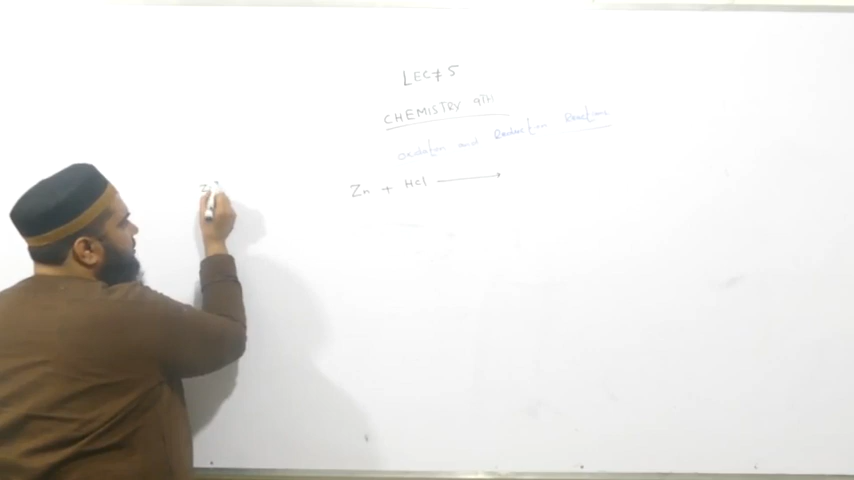 LEC# 5
CHEMISTRY 9TH
Oxidation and Reduction Reactions
Zn + HCl ⟶